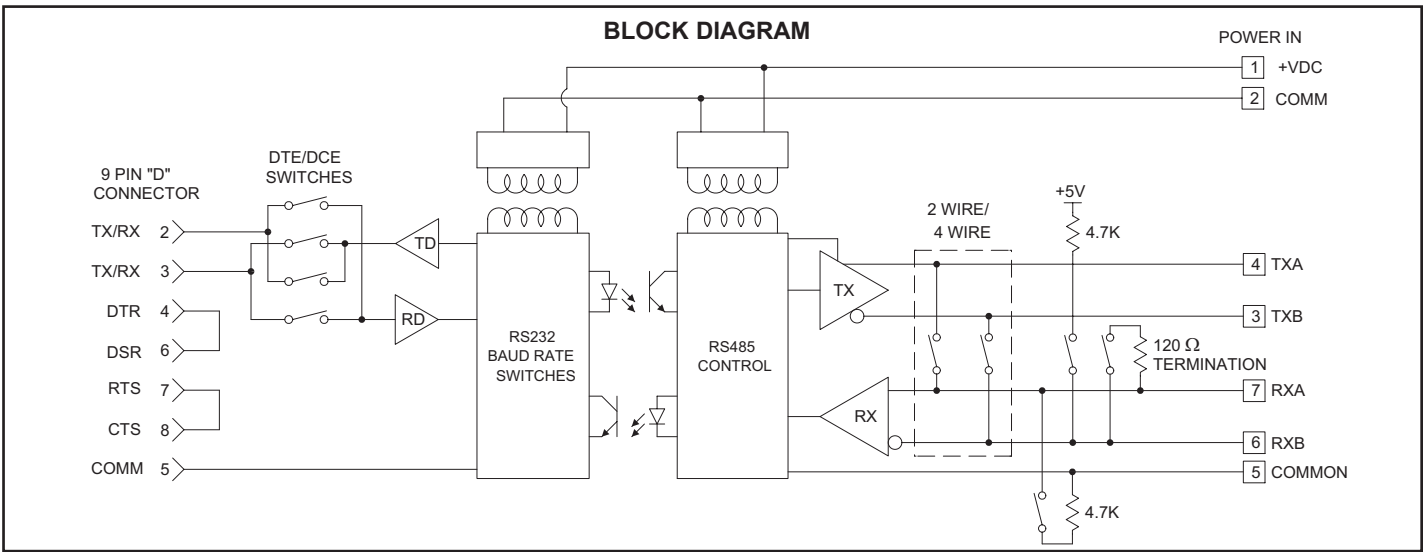 BLOCK DIAGRAM
POWER IN
1 +VDC
2 COMM
9 PIN "D"
CONNECTOR
DTE/DCE
SWITCHES
TX/RX 2
TX/RX 3
DTR 4
DSR 6
RTS 7
CTS 8
COMM 5
TD
RD
RS232
BAUD RATE
SWITCHES
RS485
CONTROL
TX
RX
2 WIRE/
4 WIRE
+5V
4.7K
120 Ω
TERMINATION
4.7K
4 TXA
3 TXB
7 RXA
6 RXB
5 COMMON